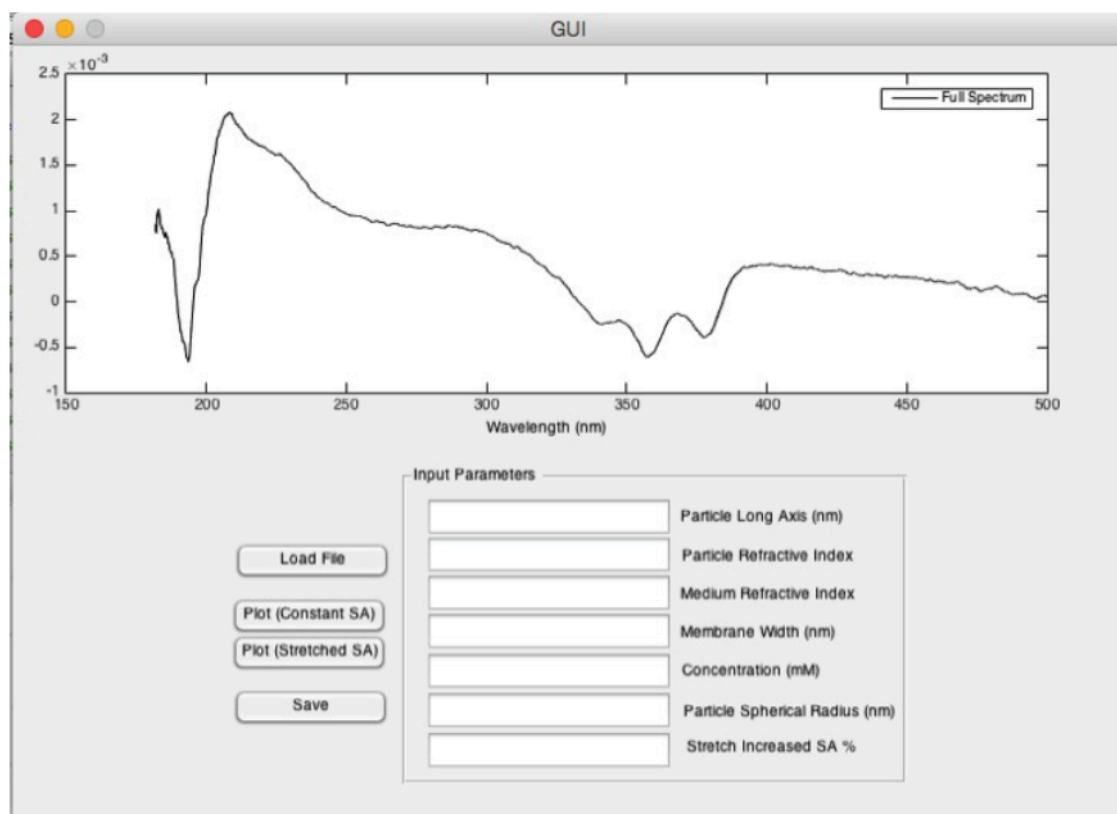 GUI
×10⁻³
2.5
2
1.5
1
0.5
0
-0.5
-1
Full Spectrum
150 200 250 300 350 400 450 500
Wavelength (nm)
Input Parameters
Particle Long Axis (nm)
Particle Refractive Index
Medium Refractive Index
Membrane Width (nm)
Concentration (mM)
Particle Spherical Radius (nm)
Stretch Increased SA %
Load File
Plot (Constant SA)
Plot (Stretched SA)
Save